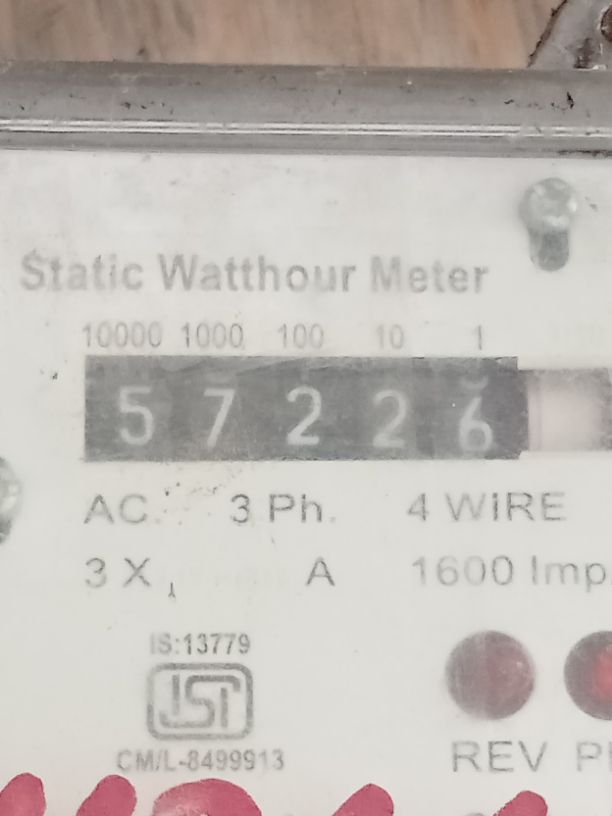 Static Watthour Meter
10000 1000 100 10 1
5 7 2 2 6
AC. 3 Ph. 4 WIRE
3 X A 1600 Imp
IS:13779
ISI
CM/L-8499913
REV